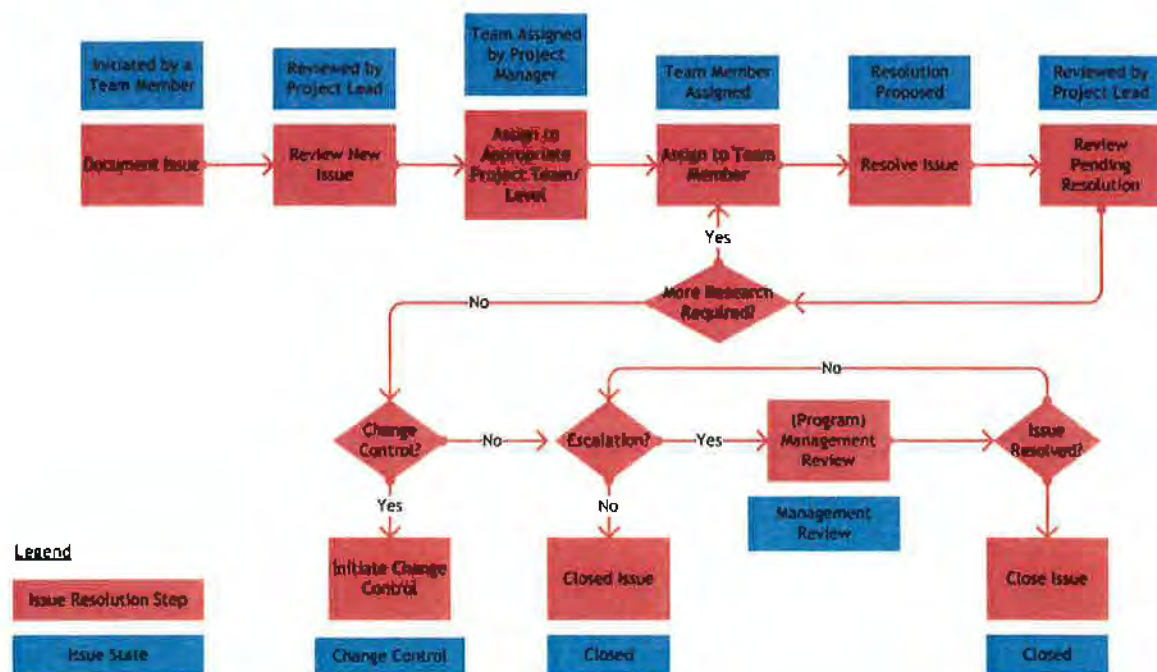 Team Assigned
by Project
Manager
Initiated by a
Team Member
Reviewed by
Project Lead
Team Member
Assigned
Resolution
Proposed
Reviewed by
Project Lead
Document Issue
Review New
Issue
Assign to
Appropriate
Project Team/
Level
Assign to Team
Member
Resolve Issue
Review
Pending
Resolution
Yes
More Research
Required?
No
No
Change
Control?
No
Escalation?
Yes
(Program)
Management
Review
Issue
Resolved?
Yes
No
Management
Review
Legend
Initiate Change
Control
Closed Issue
Close Issue
Issue Resolution Step
Issue State
Change Control
Closed
Closed